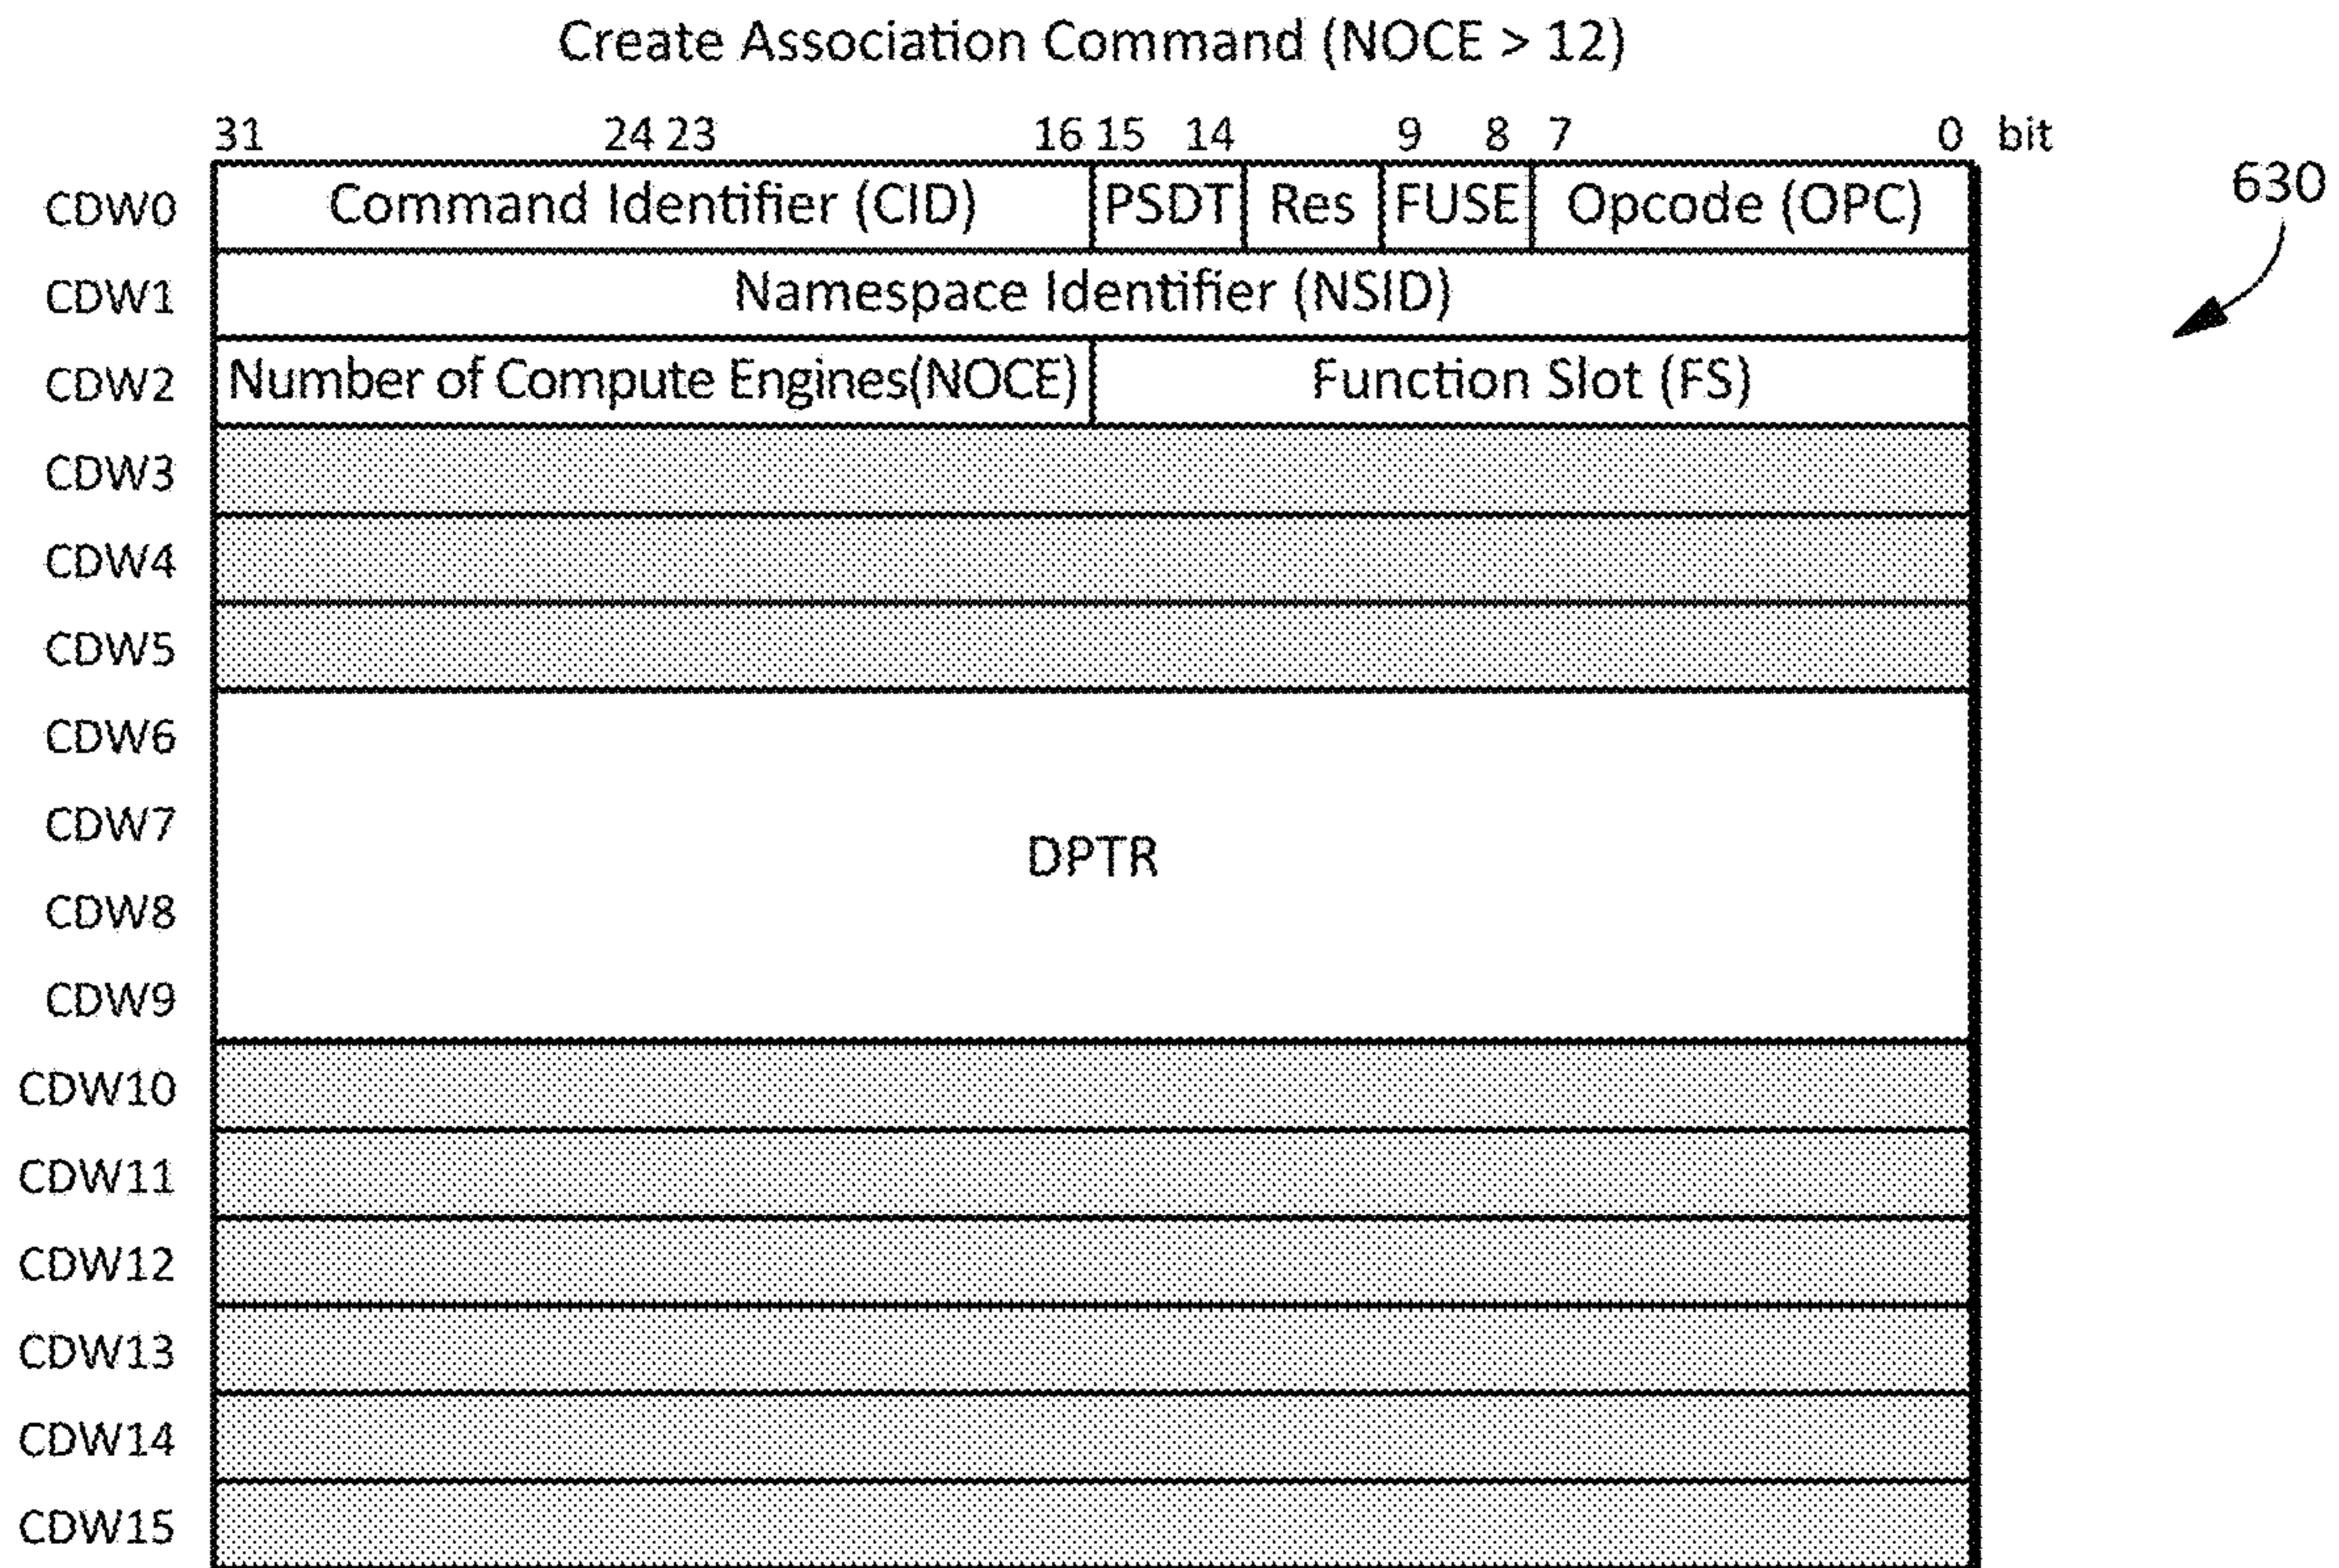 Create Association Command (NOCE > 12)
31 24 23 16 15 14 9 8 7 0 bit
CDW0 Command Identifier (CID) PSDT Res FUSE Opcode (OPC)
630
CDW1 Namespace Identifier (NSID)
CDW2 Number of Compute Engines(NOCE) Function Slot (FS)
CDW3
CDW4
CDW5
CDW6
CDW7
DPTR
CDW8
CDW9
CDW10
CDW11
CDW12
CDW13
CDW14
CDW15